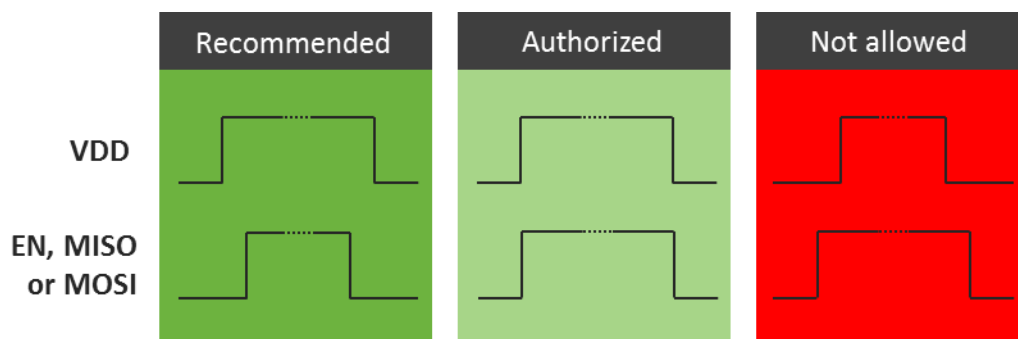 Recommended
Authorized
Not allowed
VDD
EN, MISO
or MOSI